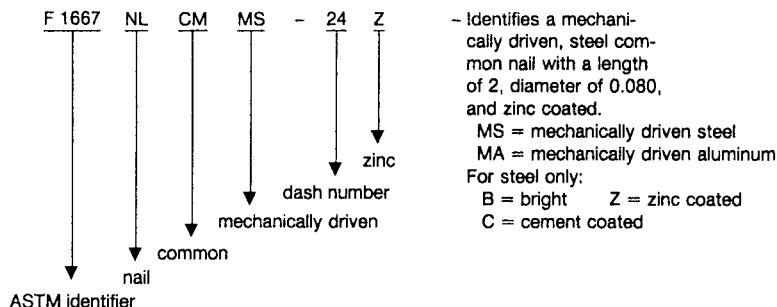 F 1667 NL CM MS - 24 Z
zinc
dash number
mechanically driven
common
nail
ASTM identifier
– Identifies a mechani-
cally driven, steel com-
mon nail with a length
of 2, diameter of 0.080,
and zinc coated.
MS = mechanically driven steel
MA = mechanically driven aluminum
For steel only:
B = bright Z = zinc coated
C = cement coated